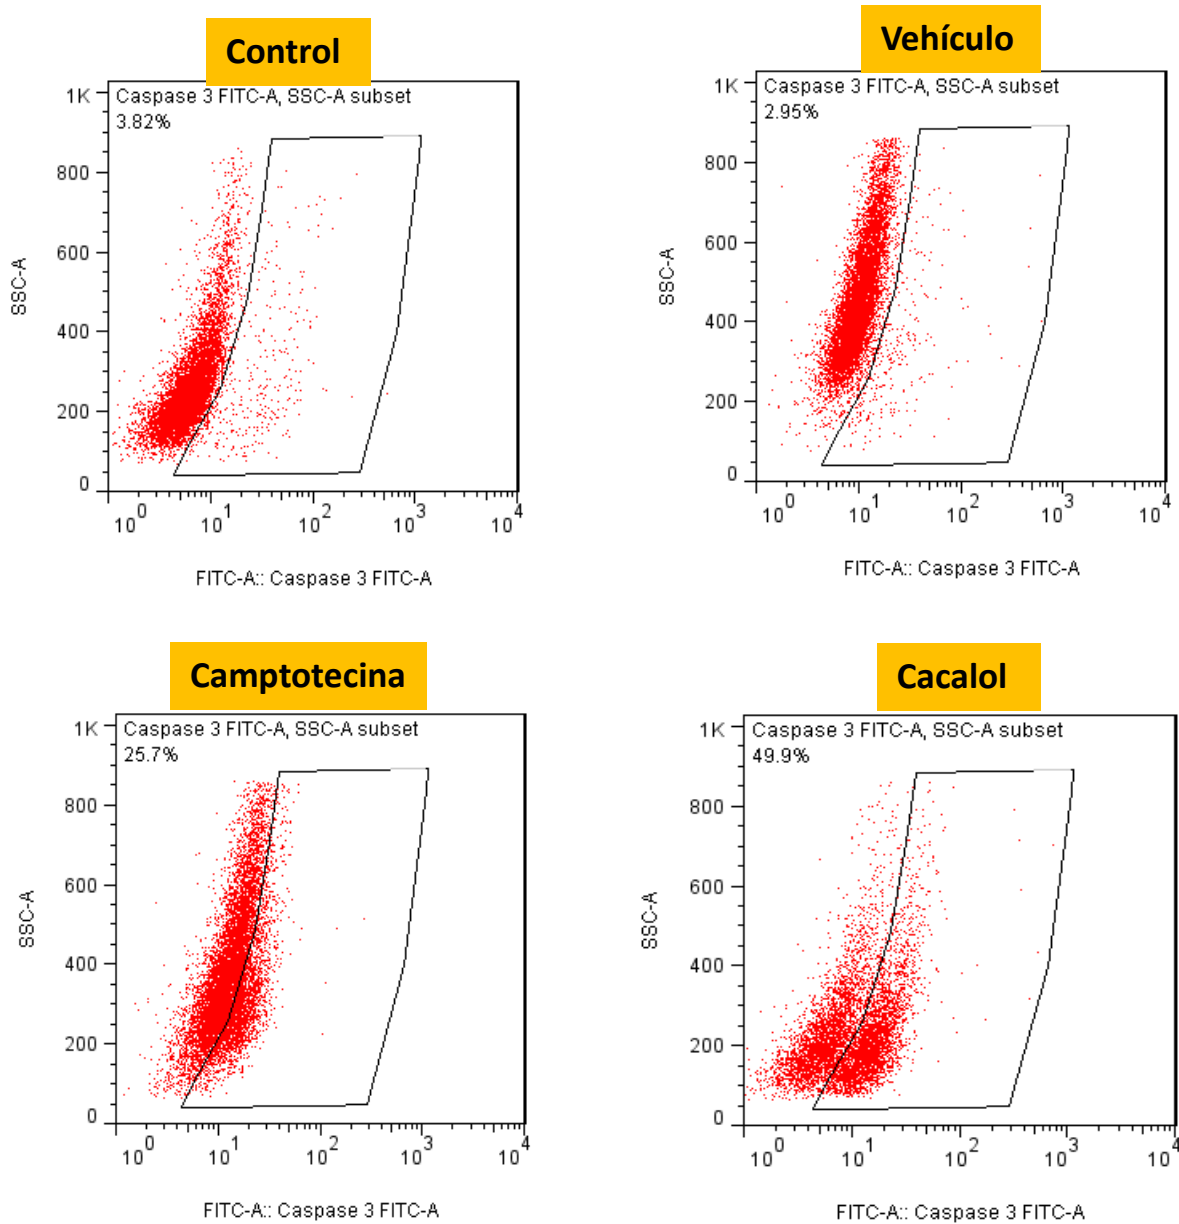 Control
Caspase 3 FITC-A, SSC-A subset
3.82%
1K
800
600
400
200
0
SSC-A
10^0 10^1 10^2 10^3 10^4
FITC-A:: Caspase 3 FITC-A
Vehículo
Caspase 3 FITC-A, SSC-A subset
2.95%
1K
800
600
400
200
0
SSC-A
10^0 10^1 10^2 10^3 10^4
FITC-A:: Caspase 3 FITC-A
Camptotecina
Caspase 3 FITC-A, SSC-A subset
25.7%
1K
800
600
400
200
0
SSC-A
10^0 10^1 10^2 10^3 10^4
FITC-A:: Caspase 3 FITC-A
Cacalol
Caspase 3 FITC-A, SSC-A subset
49.9%
1K
800
600
400
200
0
SSC-A
10^0 10^1 10^2 10^3 10^4
FITC-A:: Caspase 3 FITC-A